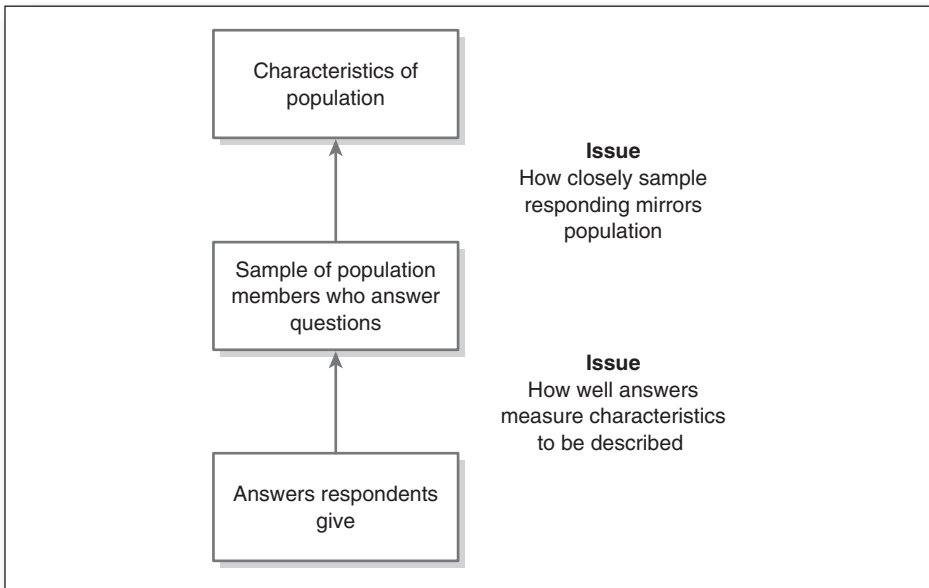 Characteristics of
population
Issue
How closely sample
responding mirrors
population
Sample of population
members who answer
questions
Issue
How well answers
measure characteristics
to be described
Answers respondents
give